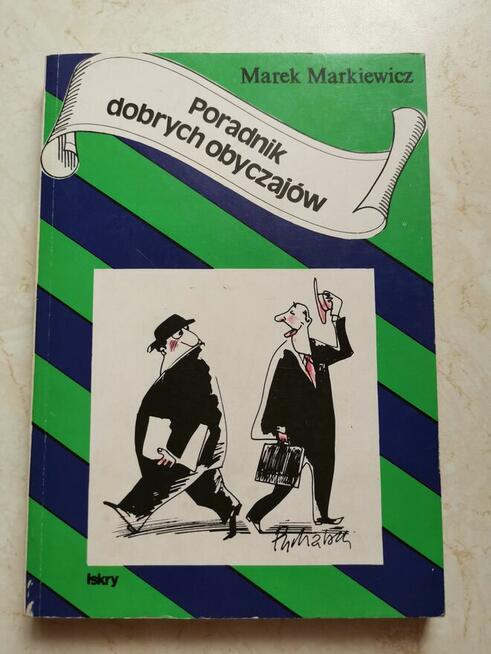 Marek Markiewicz
Poradnik
dobrych obyczajów
Iskry